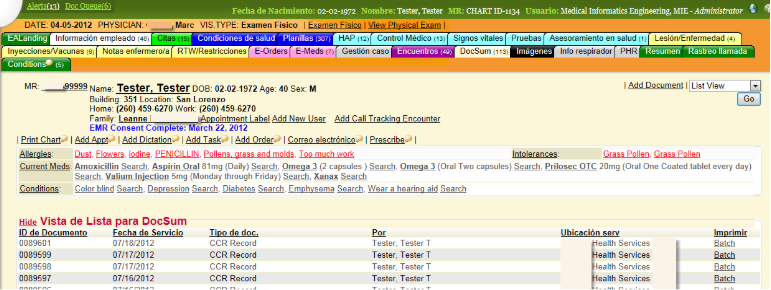 Alerts(13) Doc Queue(6)
Fecha de Nacimiento: 02-02-1972 Nombre: Tester, Tester MR: CHART ID-1134 Usuario: Medical Informatics Engineering, MIE - Administrator
DATE: 04-05-2012 PHYSICIAN: Marc VIS.TYPE: Examen Físico | Examen Físico | View Physical Exam |
EALanding Información empleado (46) Citas (15) Condiciones de salud Planillas (307) HAP (12) Control Médico (13) Signos vitales Pruebas Asesoramiento en salud (1) Lesión/Enfermedad (4)
Inyecciones/Vacunas (8) Notas enfermero/a RTW/Restricciones E-Orders E-Meds (7) Gestión caso Encuentros (49) DocSum (113) Imágenes Info respirador PHR Resumen Rastreo llamada
Conditions (5)
MR: 99999 Name: Tester, Tester DOB: 02-02-1972 Age: 40 Sex: M | Add Document | List View
Building: 351 Location: San Lorenzo Go
Home: (260) 459-6270 Work: (260) 459-6270
Family: Leanne Appointment Label Add New User Add Call Tracking Encounter
EMR Consent Complete: March 22, 2012
| Print Chart | Add Appt | Add Dictation | Add Task | Add Order | Correo electrónico | Prescribe |
Allergies: Dust, Flowers, Iodine, PENICILLIN, Pollens, grass and molds, Too much work Intolerances: Grass Pollen, Grass Pollen
Current Meds: Amoxicillin Search, Aspirin Oral 81mg (Daily) Search, Omega 3 (2 capsules ) Search, Omega 3 (Oral Two capsules) Search, Prilosec OTC 20mg (Oral One Coated tablet every day)
Search, Valium Injection 5mg (Monday through Friday) Search, Xanax Search
Conditions: Color blind Search, Depression Search, Diabetes Search, Emphysema Search, Wear a hearing aid Search
Hide Vista de Lista para DocSum
ID de Documento Fecha de Servicio Tipo de doc. Por Ubicación serv Imprimir
0089601 07/18/2012 CCR Record Tester, Tester T Health Services Batch
0089599 07/17/2012 CCR Record Tester, Tester T Health Services Batch
0089598 07/17/2012 CCR Record Tester, Tester T Health Services Batch
0089597 07/16/2012 CCR Record Tester, Tester T Health Services Batch